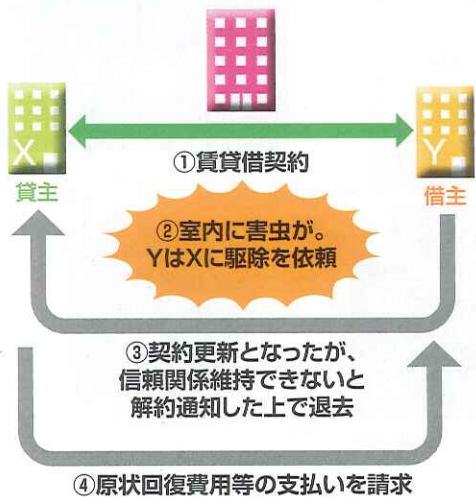 X
Y
貸主
借主
①賃貸借契約
②室内に害虫が。
YはXに駆除を依頼
③契約更新となったが、
信頼関係維持できないと
解約通知した上で退去
④原状回復費用等の支払いを請求